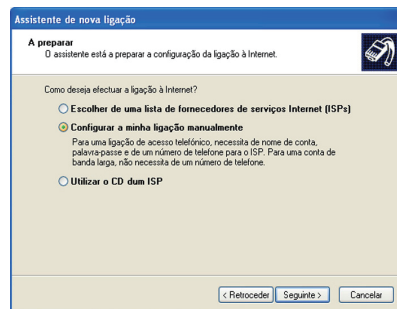 Assistente de nova ligação
A preparar
O assistente está a preparar a configuração da ligação à Internet.
Como deseja efectuar a ligação à Internet?
Escolher de uma lista de fornecedores de serviços Internet (ISPs)
Configurar a minha ligação manualmente
Para uma ligação de acesso telefónico, necessita de nome de conta,
palavra-passe e de um número de telefone para o ISP. Para uma conta de
banda larga, não necessita de um número de telefone.
Utilizar o CD dum ISP
< Retroceder Seguinte > Cancelar